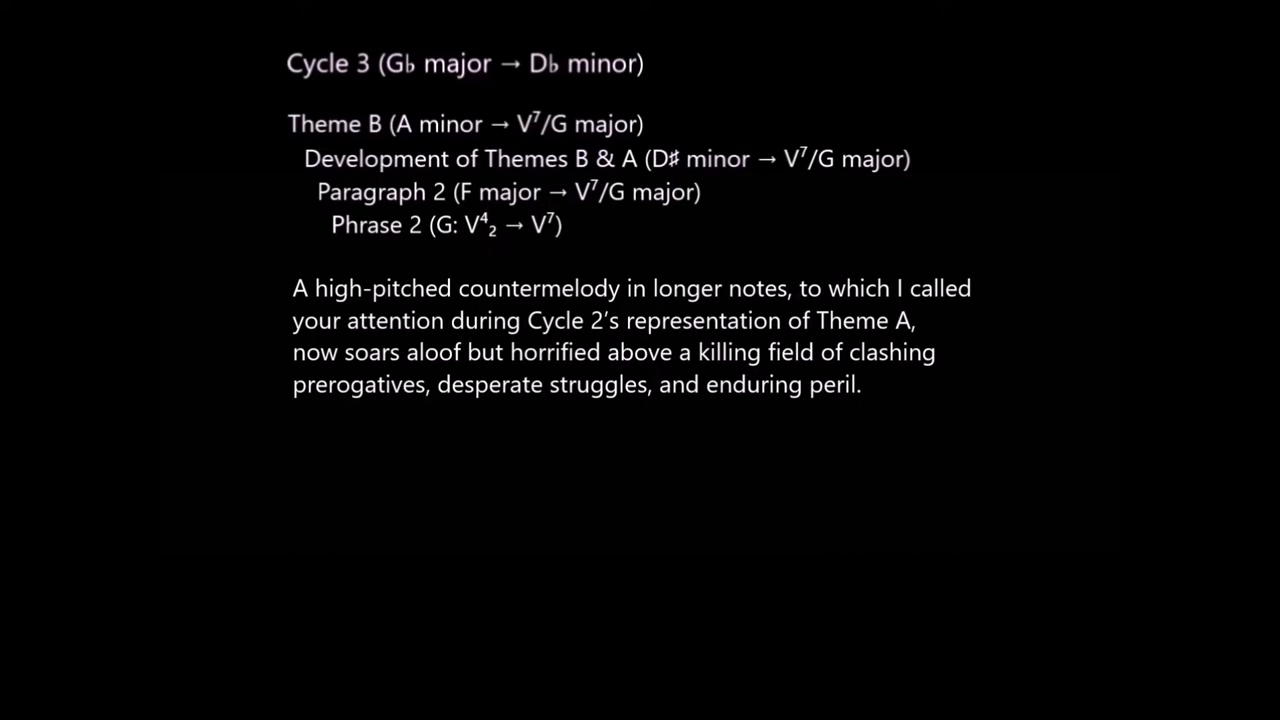 Cycle 3 (G♭ major → D♭ minor)
Theme B (A minor → V⁷/G major)
Development of Themes B & A (D♯ minor → V⁷/G major)
Paragraph 2 (F major → V⁷/G major)
Phrase 2 (G: V⁴₂ → V⁷)
A high-pitched countermelody in longer notes, to which I called
your attention during Cycle 2’s representation of Theme A,
now soars aloof but horrified above a killing field of clashing
prerogatives, desperate struggles, and enduring peril.